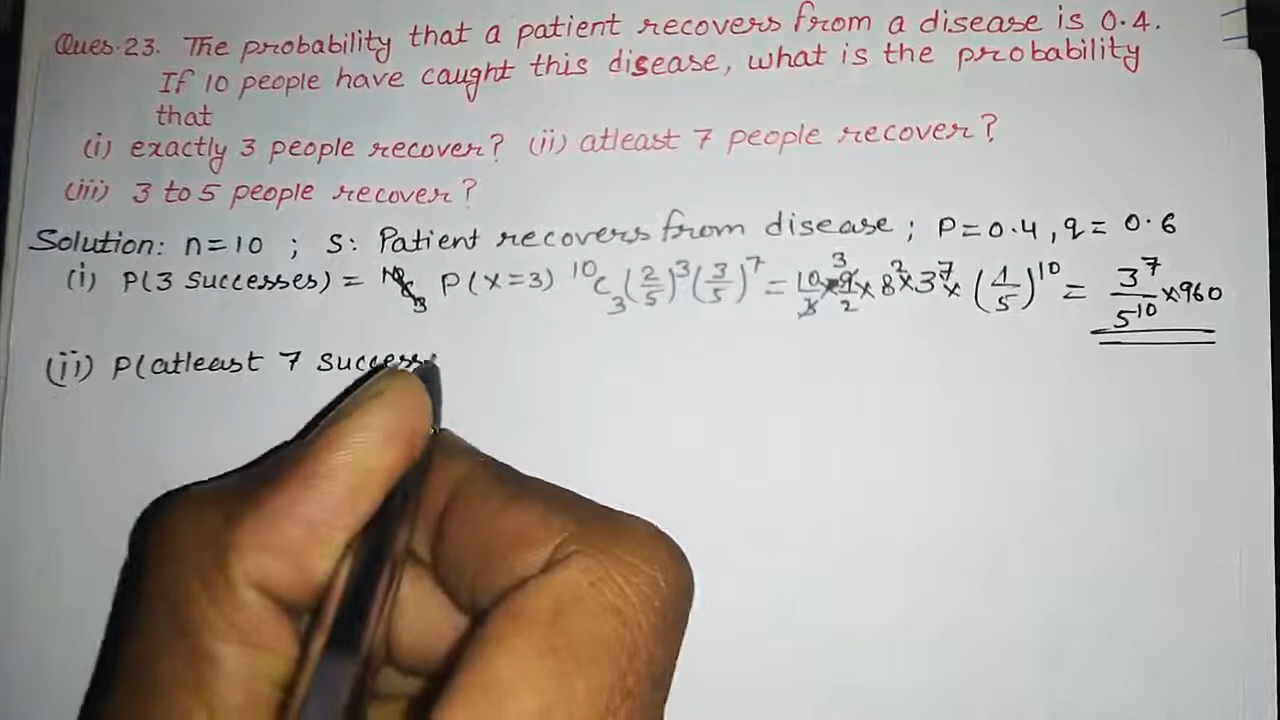 Ques.23. The probability that a patient recovers from a disease is 0.4.
If 10 people have caught this disease, what is the probability
that
(i) exactly 3 people recover? (ii) atleast 7 people recover?
(iii) 3 to 5 people recover?
Solution: n=10 ; S: Patient recovers from disease ; P=0.4, q= 0.6
(i) P(3 successes) = P(x=3) ¹⁰C₃ (2/5)³ (3/5)⁷ = 10×9/3 2 × 8 × 3⁷ × (1/5)¹⁰ = 3⁷/5¹⁰ ×960
(ii) P(atleast 7 success